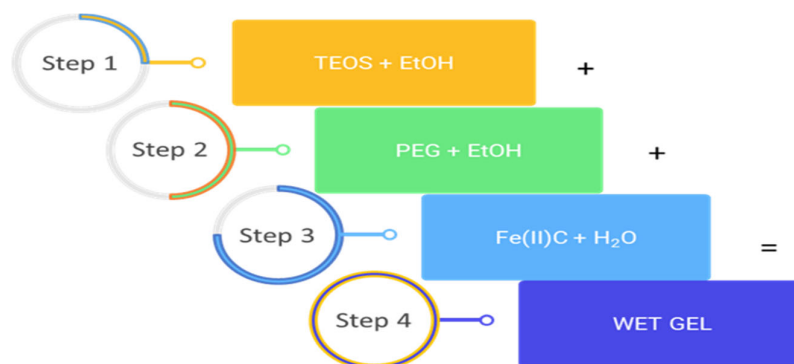 Step 1
TEOS + EtOH
+
Step 2
PEG + EtOH
+
Step 3
Fe(II)C + H₂O
=
Step 4
WET GEL